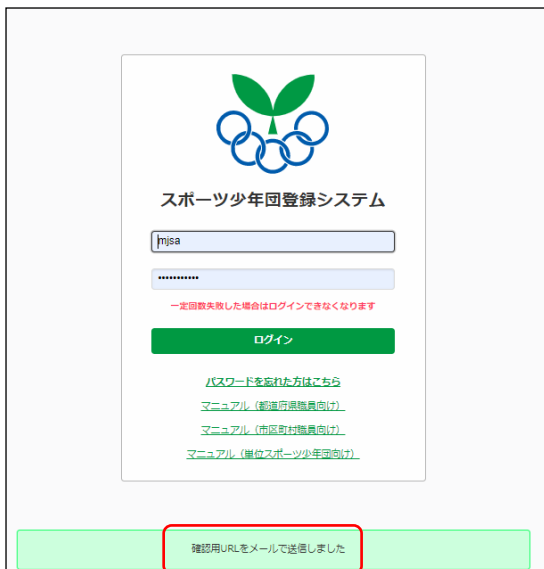 スポーツ少年団登録システム
mjsa
•••••••••••
一定回数失敗した場合はログインできなくなります
ログイン
パスワードを忘れた方はこちら
マニュアル（都道府県職員向け）
マニュアル（市区町村職員向け）
マニュアル（単位スポーツ少年団向け）
確認用URLをメールで送信しました